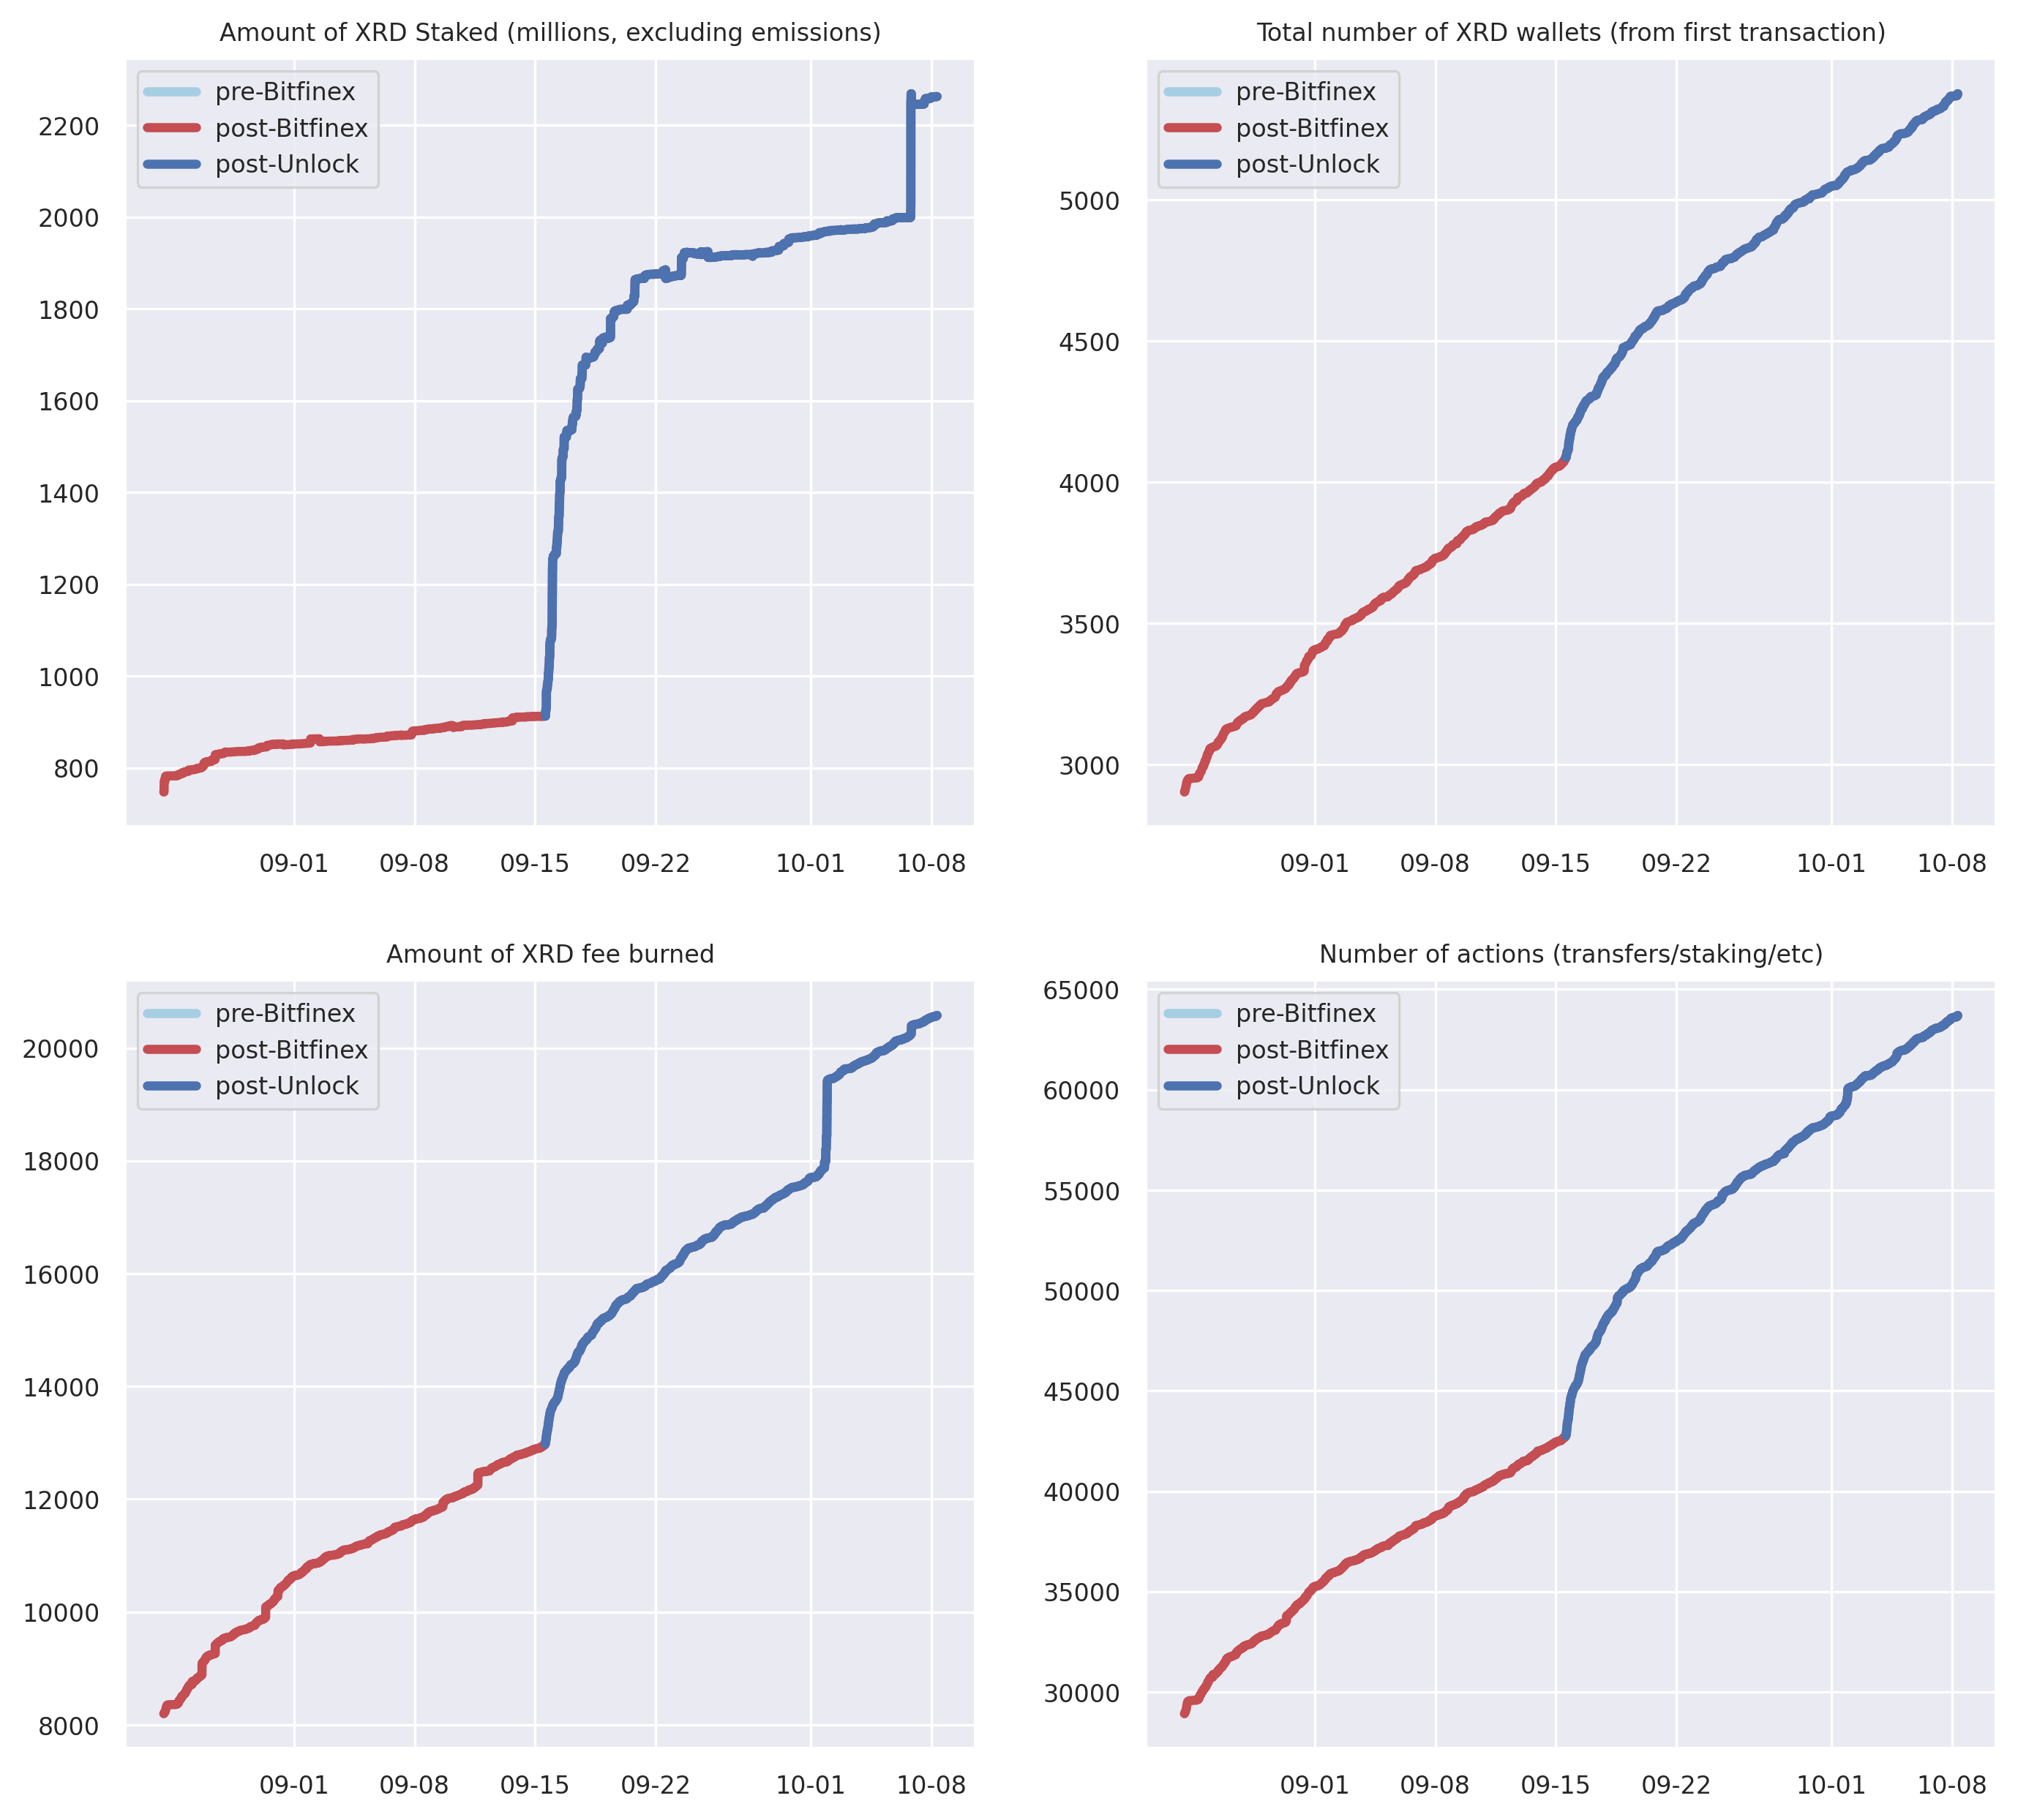 Amount of XRD Staked (millions, excluding emissions)
pre-Bitfinex
post-Bitfinex
post-Unlock
2200
2000
1800
1600
1400
1200
1000
800
09-01 09-08 09-15 09-22 10-01 10-08
Total number of XRD wallets (from first transaction)
pre-Bitfinex
post-Bitfinex
post-Unlock
5000
4500
4000
3500
3000
09-01 09-08 09-15 09-22 10-01 10-08
Amount of XRD fee burned
pre-Bitfinex
post-Bitfinex
post-Unlock
20000
18000
16000
14000
12000
10000
8000
09-01 09-08 09-15 09-22 10-01 10-08
Number of actions (transfers/staking/etc)
pre-Bitfinex
post-Bitfinex
post-Unlock
65000
60000
55000
50000
45000
40000
35000
30000
09-01 09-08 09-15 09-22 10-01 10-08